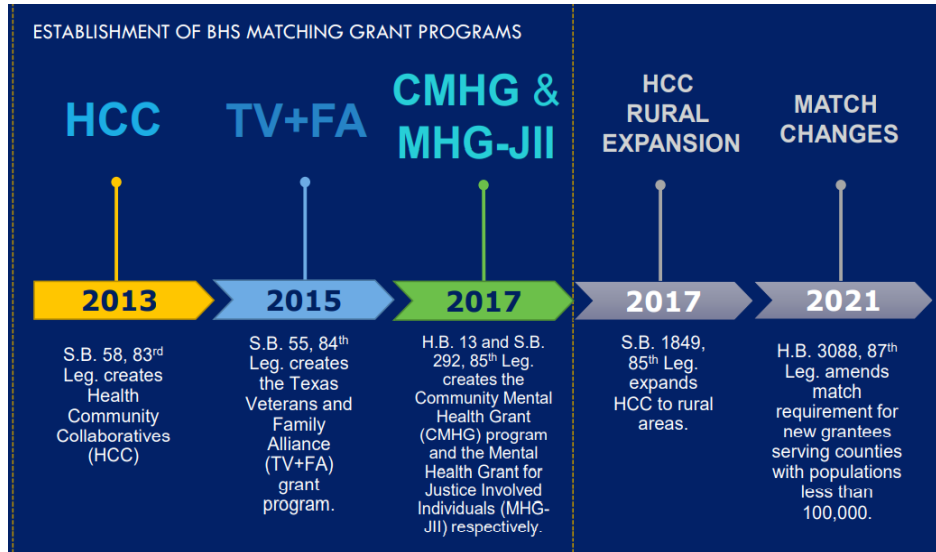 ESTABLISHMENT OF BHS MATCHING GRANT PROGRAMS
HCC
TV+FA
CMHG &
MHG-JII
HCC
RURAL
EXPANSION
MATCH
CHANGES
2013
2015
2017
2017
2021
S.B. 58, 83rd
Leg. creates
Health
Community
Collaboratives
(HCC)
S.B. 55, 84th
Leg. creates
the Texas
Veterans and
Family
Alliance
(TV+FA)
grant
program.
H.B. 13 and S.B.
292, 85th Leg.
creates the
Community Mental
Health Grant
(CMHG) program
and the Mental
Health Grant for
Justice Involved
Individuals (MHG-
JII) respectively.
S.B. 1849,
85th Leg.
expands
HCC to rural
areas.
H.B. 3088, 87th
Leg. amends
match
requirement for
new grantees
serving counties
with populations
less than
100,000.